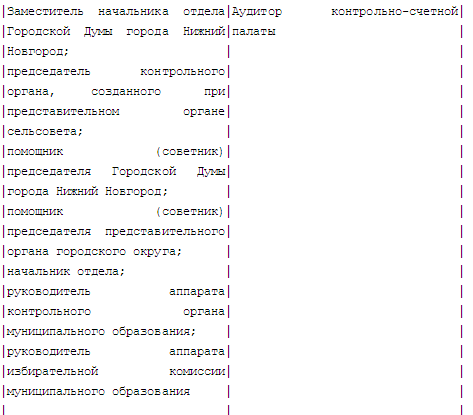 |Заместитель начальника отдела|Аудитор контрольно-счетной|
|Городской Думы города Нижний|палаты |
|Новгород; | |
|председатель контрольного| |
|органа, созданного при| |
|представительном органе| |
|сельсовета; | |
|помощник (советник)| |
|председателя Городской Думы| |
|города Нижний Новгород; | |
|помощник (советник)| |
|председателя представительного| |
|органа городского округа; | |
|начальник отдела; | |
|руководитель аппарата| |
|контрольного органа| |
|муниципального образования; | |
|руководитель аппарата| |
|избирательной комиссии| |
|муниципального образования | |